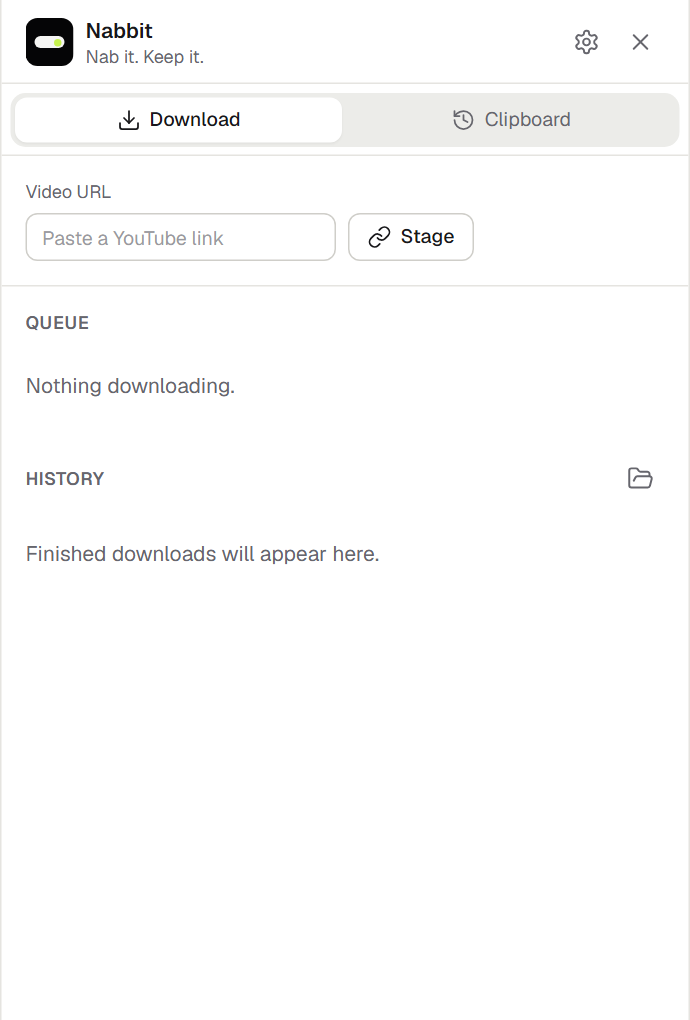 Nabbit
Nab it. Keep it.
Download
Clipboard
Video URL
Paste a YouTube link
Stage
QUEUE
Nothing downloading.
HISTORY
Finished downloads will appear here.